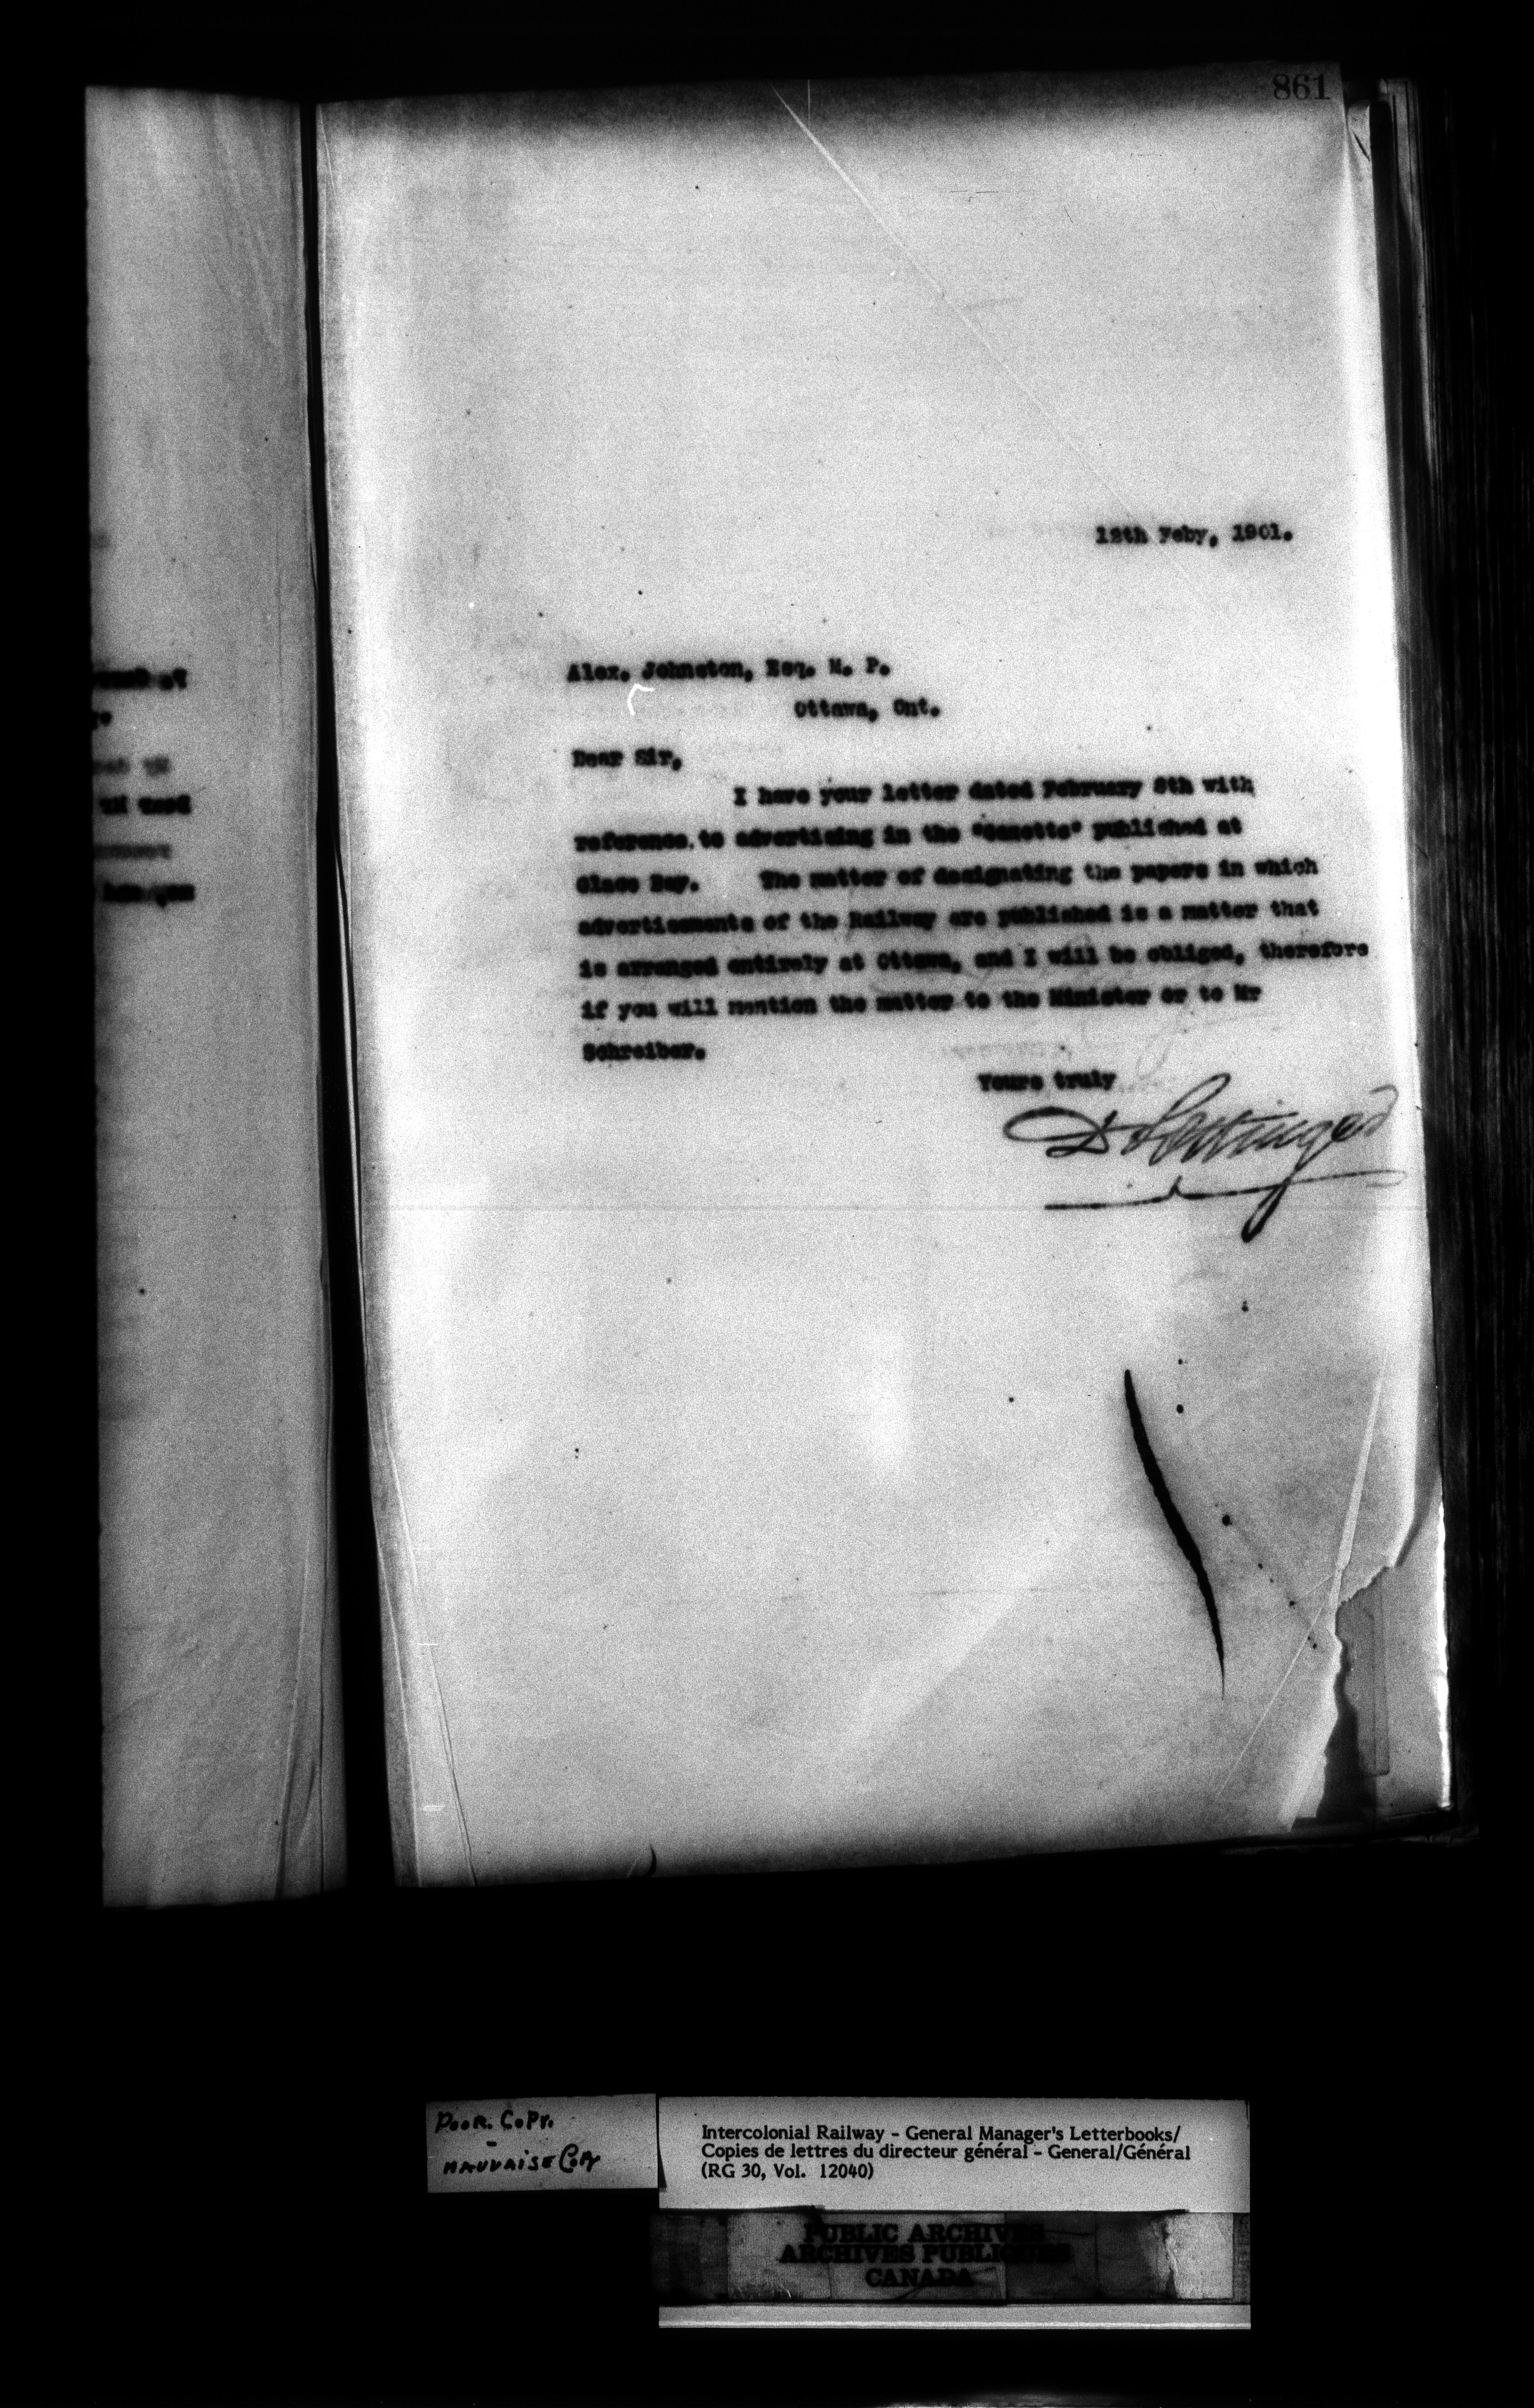 861
12th Feby, 1901.
Alex. Johnston, Esq. M. P.
Ottawa, Ont.
Dear Sir,
I have your letter dated February 8th with
reference to advertising in the "Gazette" published at
Glace Bay. The matter of designating the papers in which
advertisements of the Railway are published is a matter that
is arranged entirely at Ottawa, and I will be obliged, therefore
if you will mention the matter to the Minister or to Mr
Schreiber.
Yours truly
D Pottinger
POOR COPY.
-
MAUVAISE COPY
Intercolonial Railway - General Manager's Letterbooks/
Copies de lettres du directeur général - General/Général
(RG 30, Vol. 12040)
PUBLIC ARCHIVES
ARCHIVES PUBLIQUES
CANADA